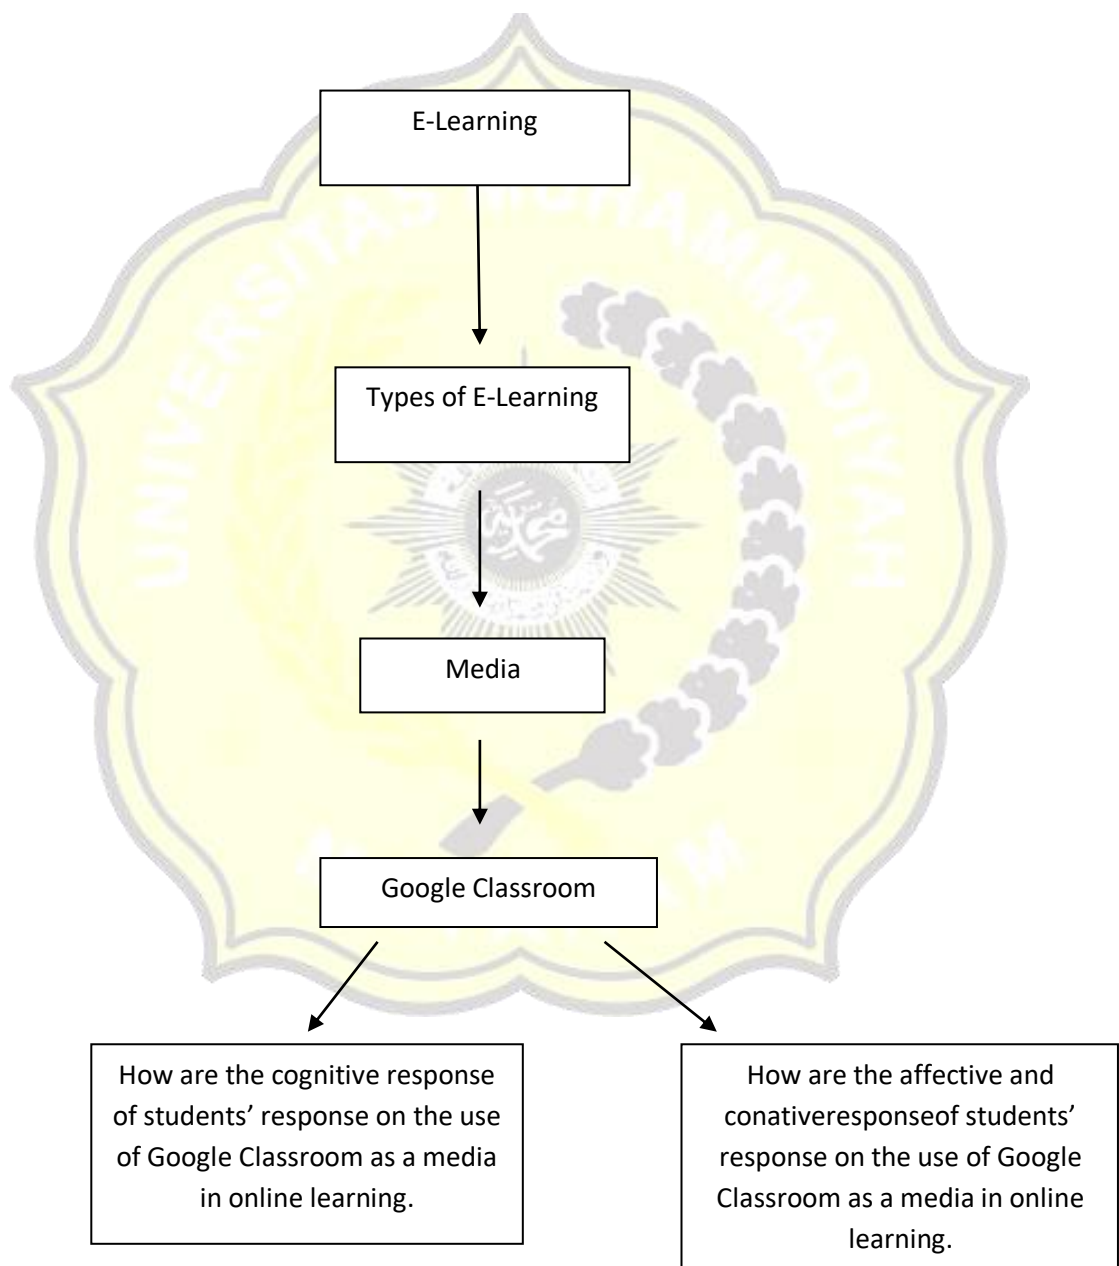 E-Learning
UNIVERSITAS MUHAMMADIYAH
Types of E-Learning
Media
Google Classroom
How are the cognitive response
of students’ response on the use
of Google Classroom as a media
in online learning.
How are the affective and
conativeresponseof students’
response on the use of Google
Classroom as a media in online
learning.